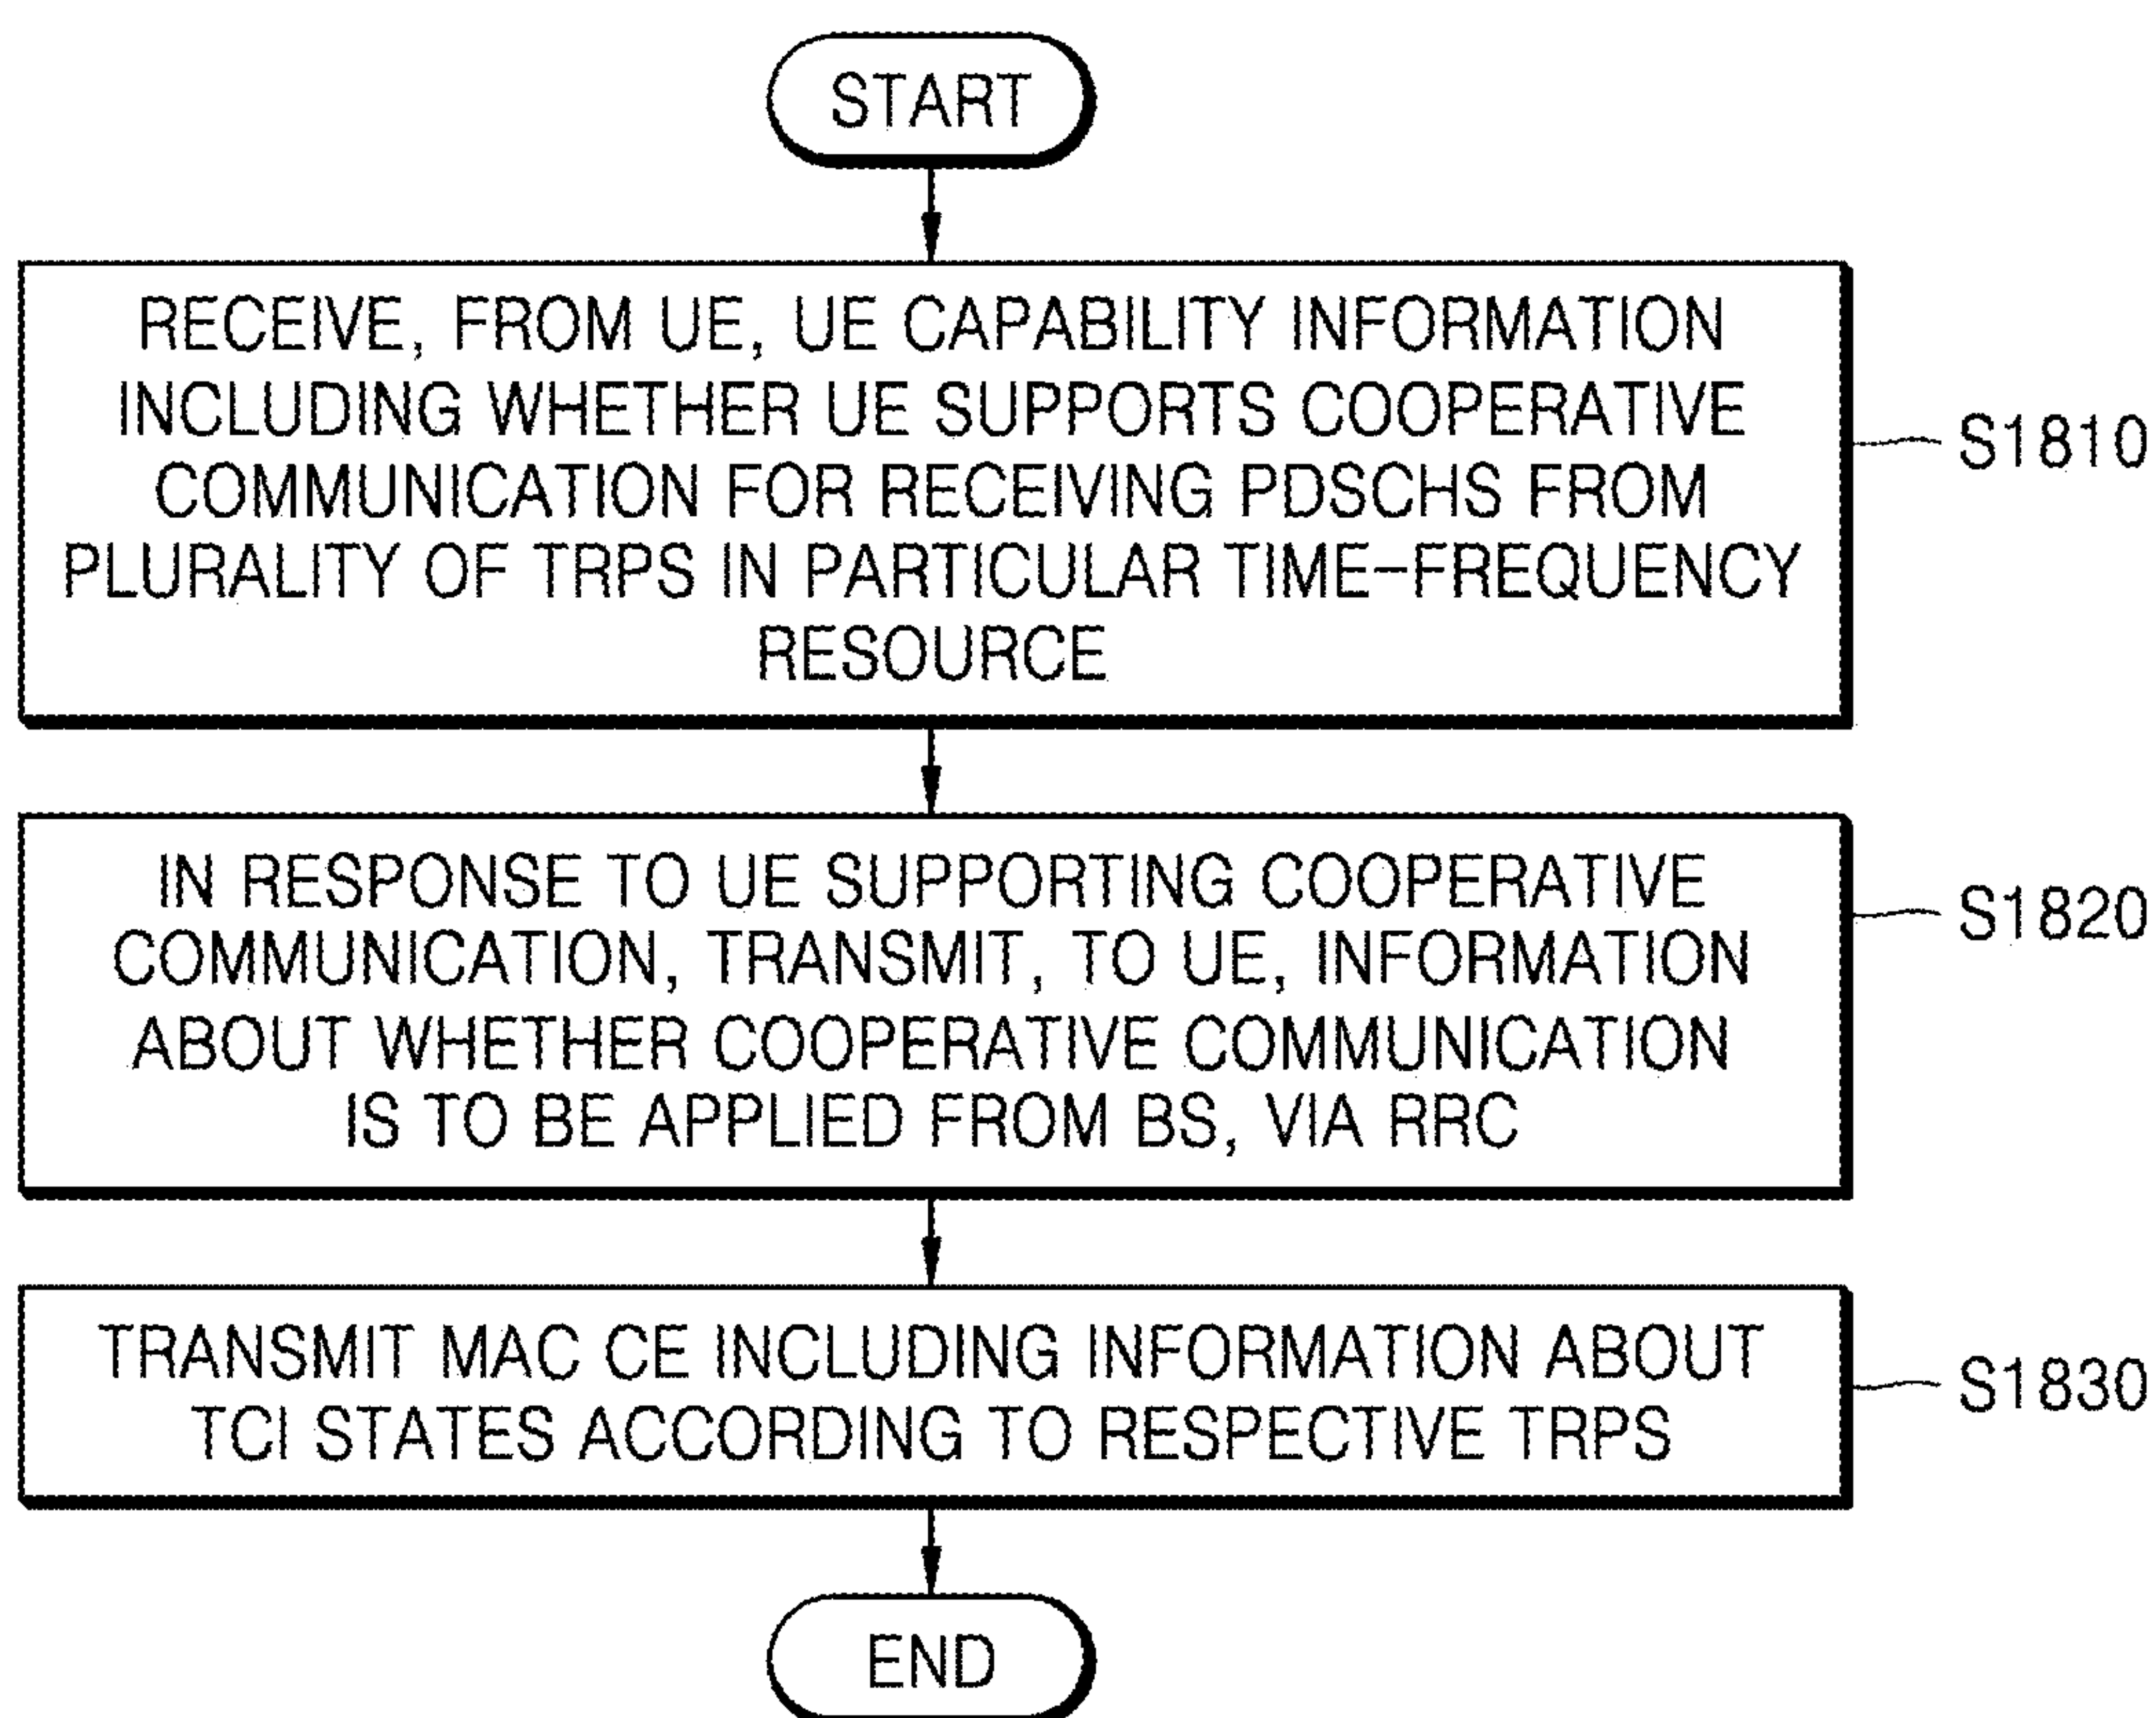 START
RECEIVE, FROM UE, UE CAPABILITY INFORMATION
INCLUDING WHETHER UE SUPPORTS COOPERATIVE
COMMUNICATION FOR RECEIVING PDSCHS FROM
PLURALITY OF TRPS IN PARTICULAR TIME-FREQUENCY
RESOURCE
S1810
IN RESPONSE TO UE SUPPORTING COOPERATIVE
COMMUNICATION, TRANSMIT, TO UE, INFORMATION
ABOUT WHETHER COOPERATIVE COMMUNICATION
IS TO BE APPLIED FROM BS, VIA RRC
S1820
TRANSMIT MAC CE INCLUDING INFORMATION ABOUT
TCI STATES ACCORDING TO RESPECTIVE TRPS
S1830
END